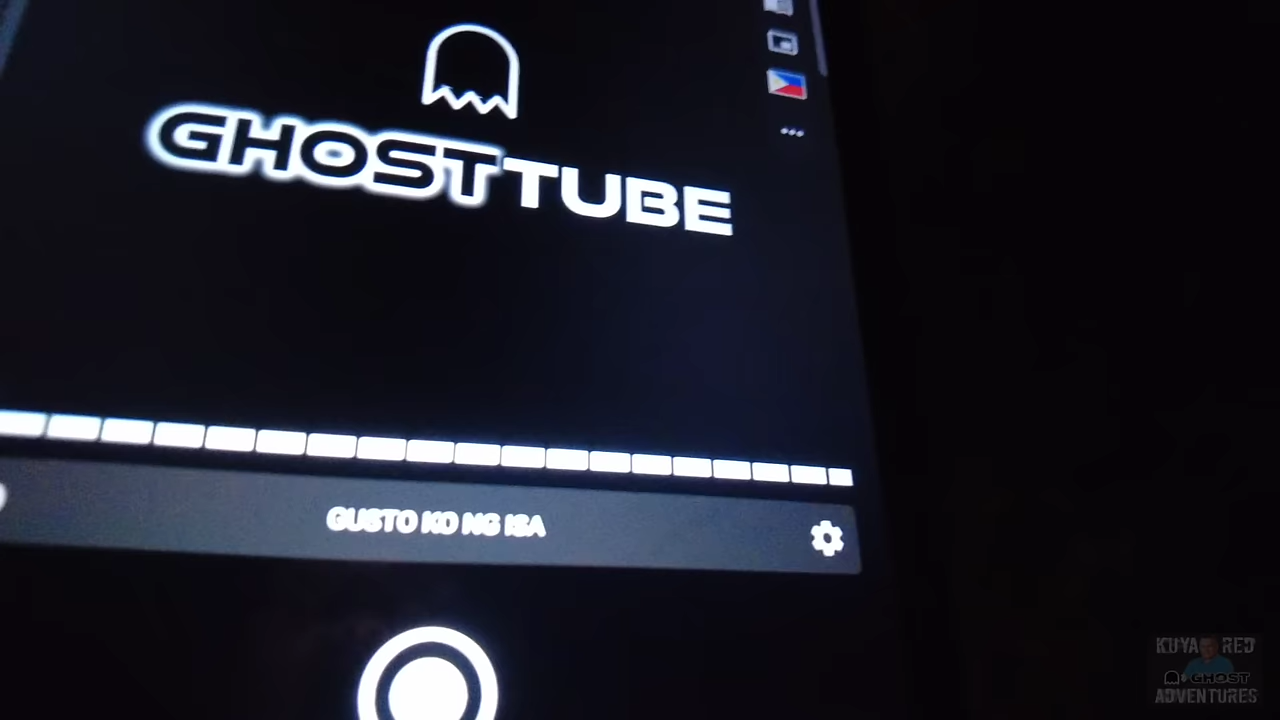 GHOSTTUBE
GUSTO KO NG ISA
KUYA RED
GHOST
ADVENTURES